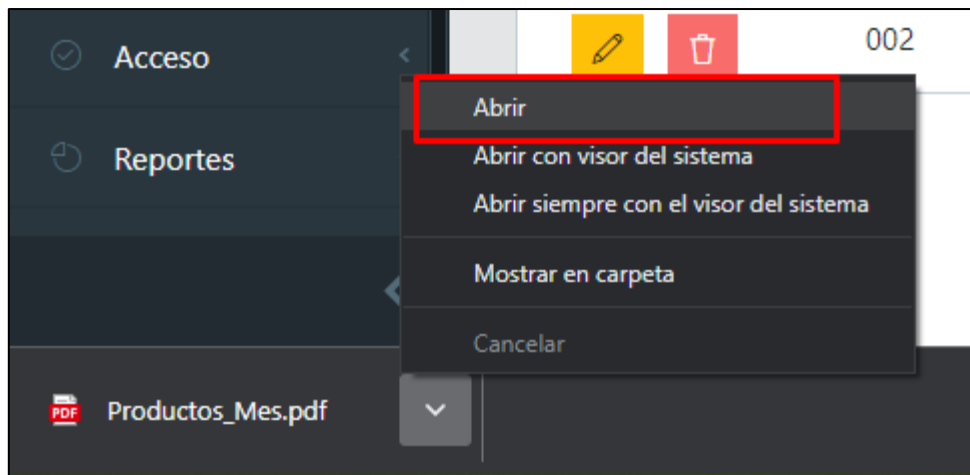 Acceso
002
Abrir
Reportes
Abrir con visor del sistema
Abrir siempre con el visor del sistema
Mostrar en carpeta
Cancelar
PDF
Productos_Mes.pdf